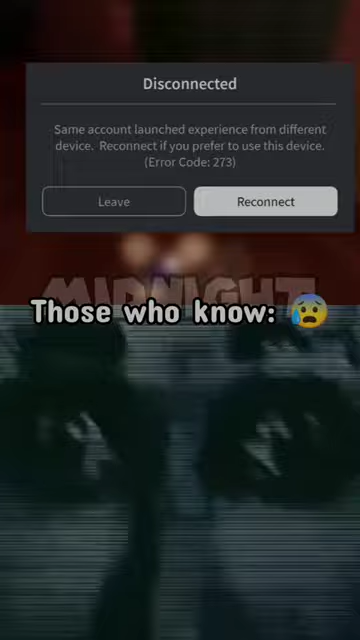 Disconnected
Same account launched experience from different
device. Reconnect if you prefer to use this device.
(Error Code: 273)
Leave
Reconnect
MIDNIGHT
Those who know: 😰